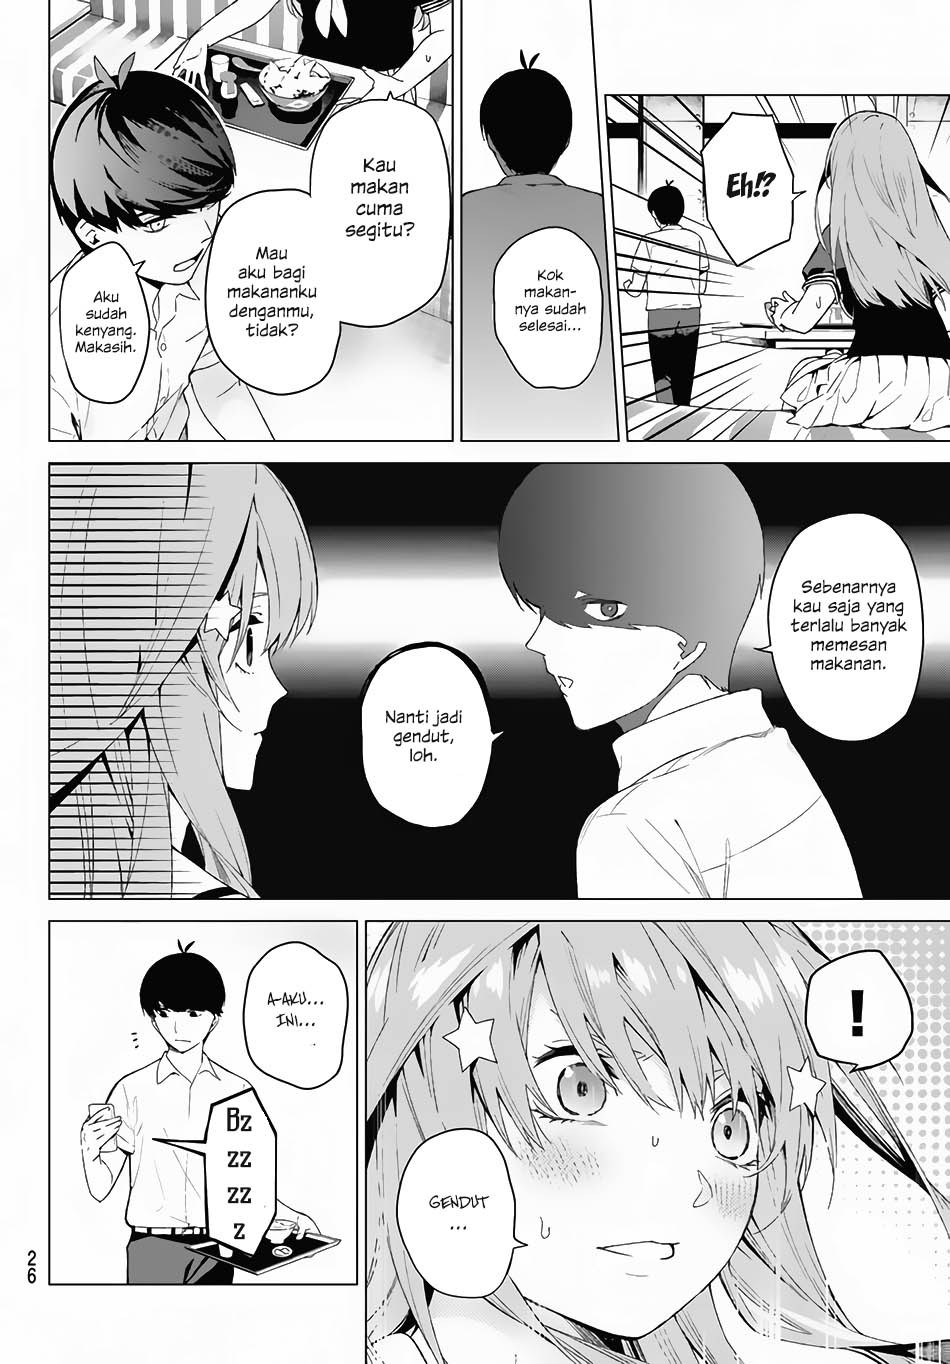 Eh!?
Kok
makan-
nya sudah
selesai...
Kau
makan
cuma
segitu?
Mau
aku bagi
makananku
denganmu,
tidak?
Aku
sudah
kenyang.
Makasih.
Sebenarnya
kau saja yang
terlalu banyak
memesan
makanan.
Nanti jadi
gendut,
loh.
!
GENDUT
...
A-AKU...
INI...
Bz
zz
zz
z
26